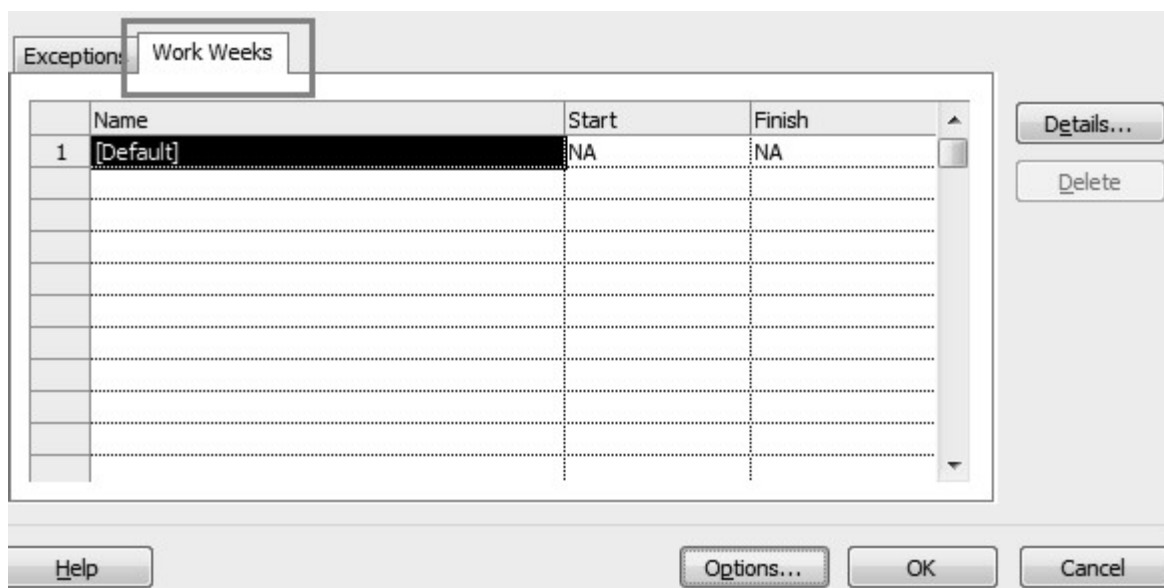 Exceptions Work Weeks
Name Start Finish
1 [Default] NA NA
Details...
Delete
Help Options... OK Cancel